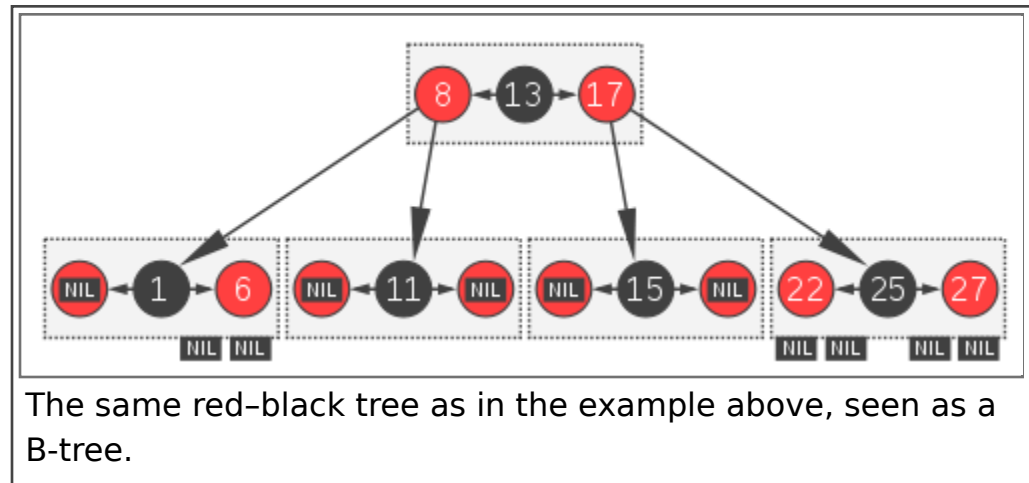 8 13 17
NIL 1 6 NIL 11 NIL NIL 15 NIL 22 25 27
NIL NIL NIL NIL NIL NIL
The same red–black tree as in the example above, seen as a
B-tree.